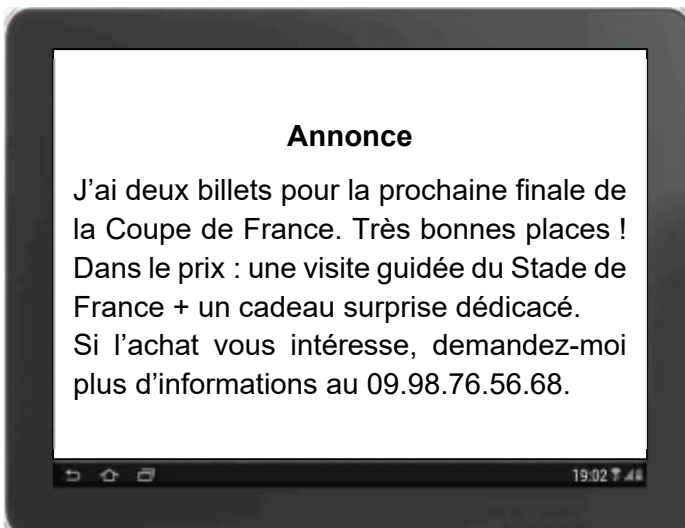 Annonce
J’ai deux billets pour la prochaine finale de
la Coupe de France. Très bonnes places !
Dans le prix : une visite guidée du Stade de
France + un cadeau surprise dédicacé.
Si l’achat vous intéresse, demandez-moi
plus d’informations au 09.98.76.56.68.
19:02